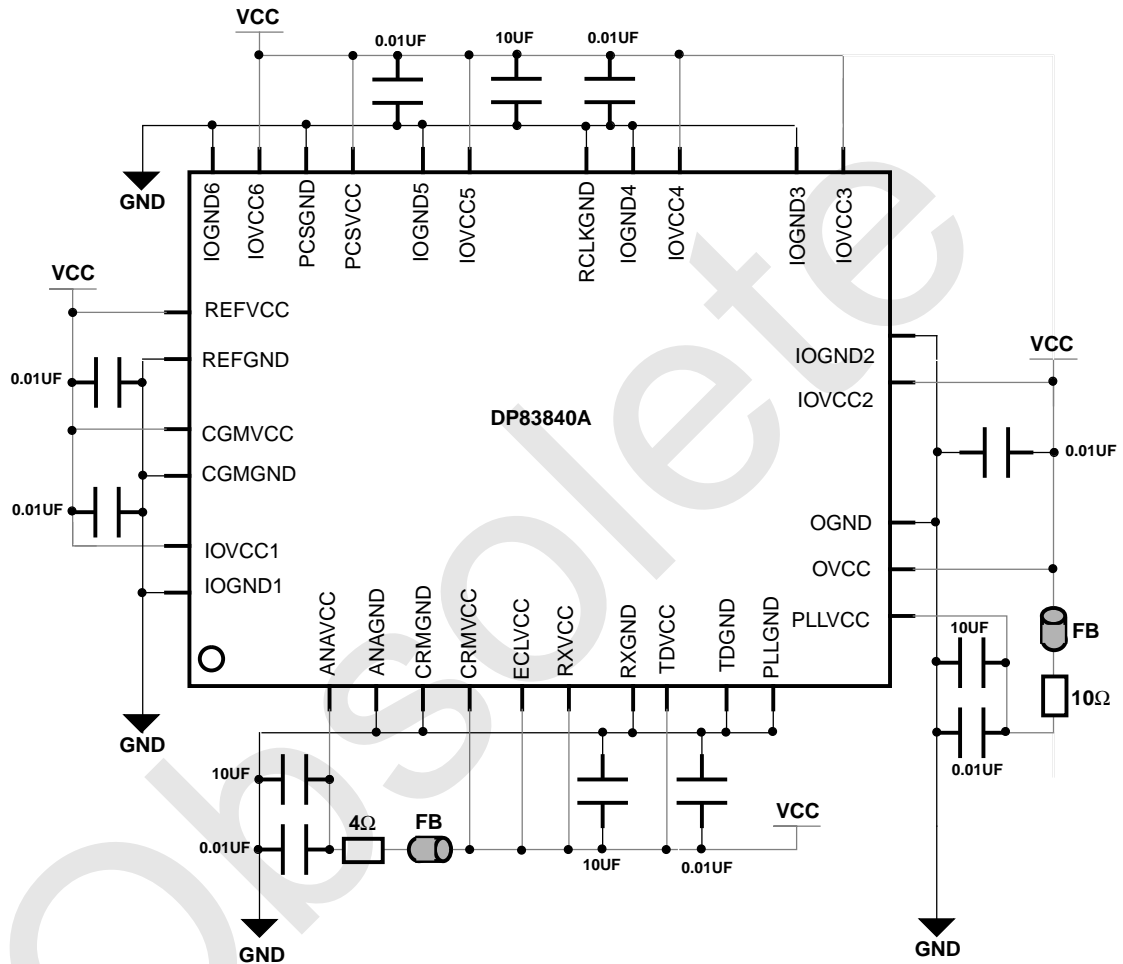 VCC
0.01UF
10UF
0.01UF
GND
IOGND6
IOVCC6
PCSGND
PCSVCC
IOGND5
IOVCC5
RCLKGND
IOGND4
IOVCC4
IOGND3
IOVCC3
VCC
REFVCC
REFGND
0.01UF
CGMVCC
CGMGND
0.01UF
IOVCC1
IOGND1
GND
DP83840A
VCC
IOGND2
IOVCC2
0.01UF
OGND
OVCC
PLLVCC
10UF
FB
10Ω
0.01UF
ANAVCC
ANAGND
CRMGND
CRMVCC
ECLVCC
RXVCC
RXGND
TDVCC
TDGND
PLLGND
10UF
0.01UF
4Ω
FB
10UF
0.01UF
VCC
GND
GND
Obsolete